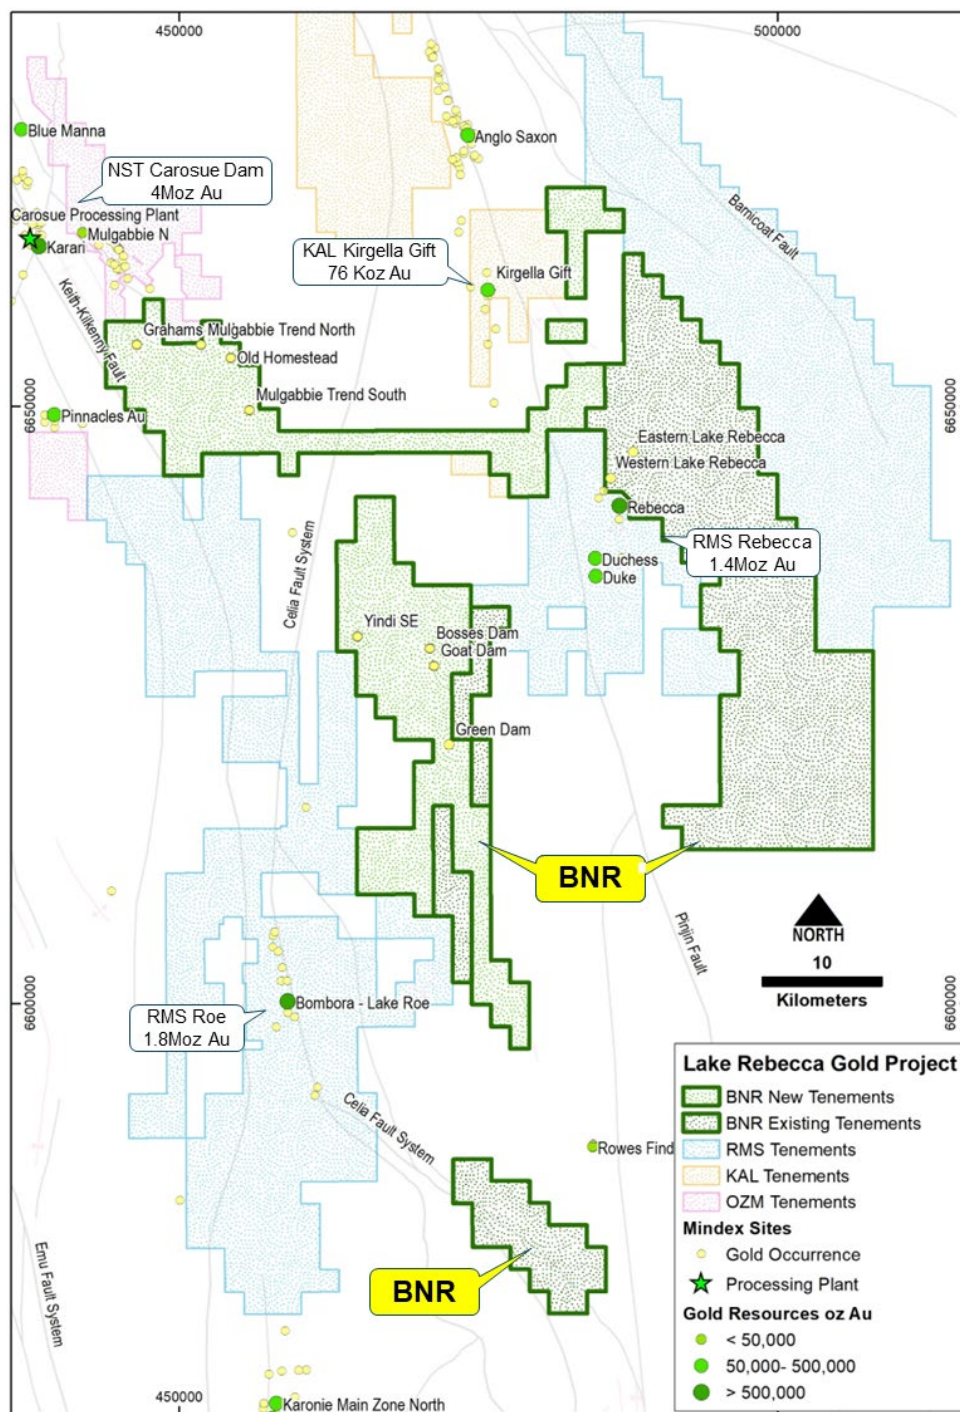 450000
500000
Blue Manna
Anglo Saxon
NST Carosue Dam
4Moz Au
Carosue Processing Plant
Mulgabbie N
Karari
Barnicoat Fault
KAL Kirgella Gift
76 Koz Au
Kirgella Gift
Keith-Kilkenny Fault
Grahams Mulgabbie Trend North
Old Homestead
Mulgabbie Trend South
Pinnacles Au
6650000
6650000
Eastern Lake Rebecca
Western Lake Rebecca
Rebecca
RMS Rebecca
1.4Moz Au
Duchess
Duke
Celia Fault System
Yindi SE
Bosses Dam
Goat Dam
Green Dam
BNR
Pinjin Fault
NORTH
10
Kilometers
6600000
6600000
Bombora - Lake Roe
RMS Roe
1.8Moz Au
Celia Fault System
Rowes Find
BNR
Emu Fault System
450000
Karonie Main Zone North
Lake Rebecca Gold Project
BNR New Tenements
BNR Existing Tenements
RMS Tenements
KAL Tenements
OZM Tenements
Mindex Sites
Gold Occurrence
Processing Plant
Gold Resources oz Au
< 50,000
50,000- 500,000
> 500,000